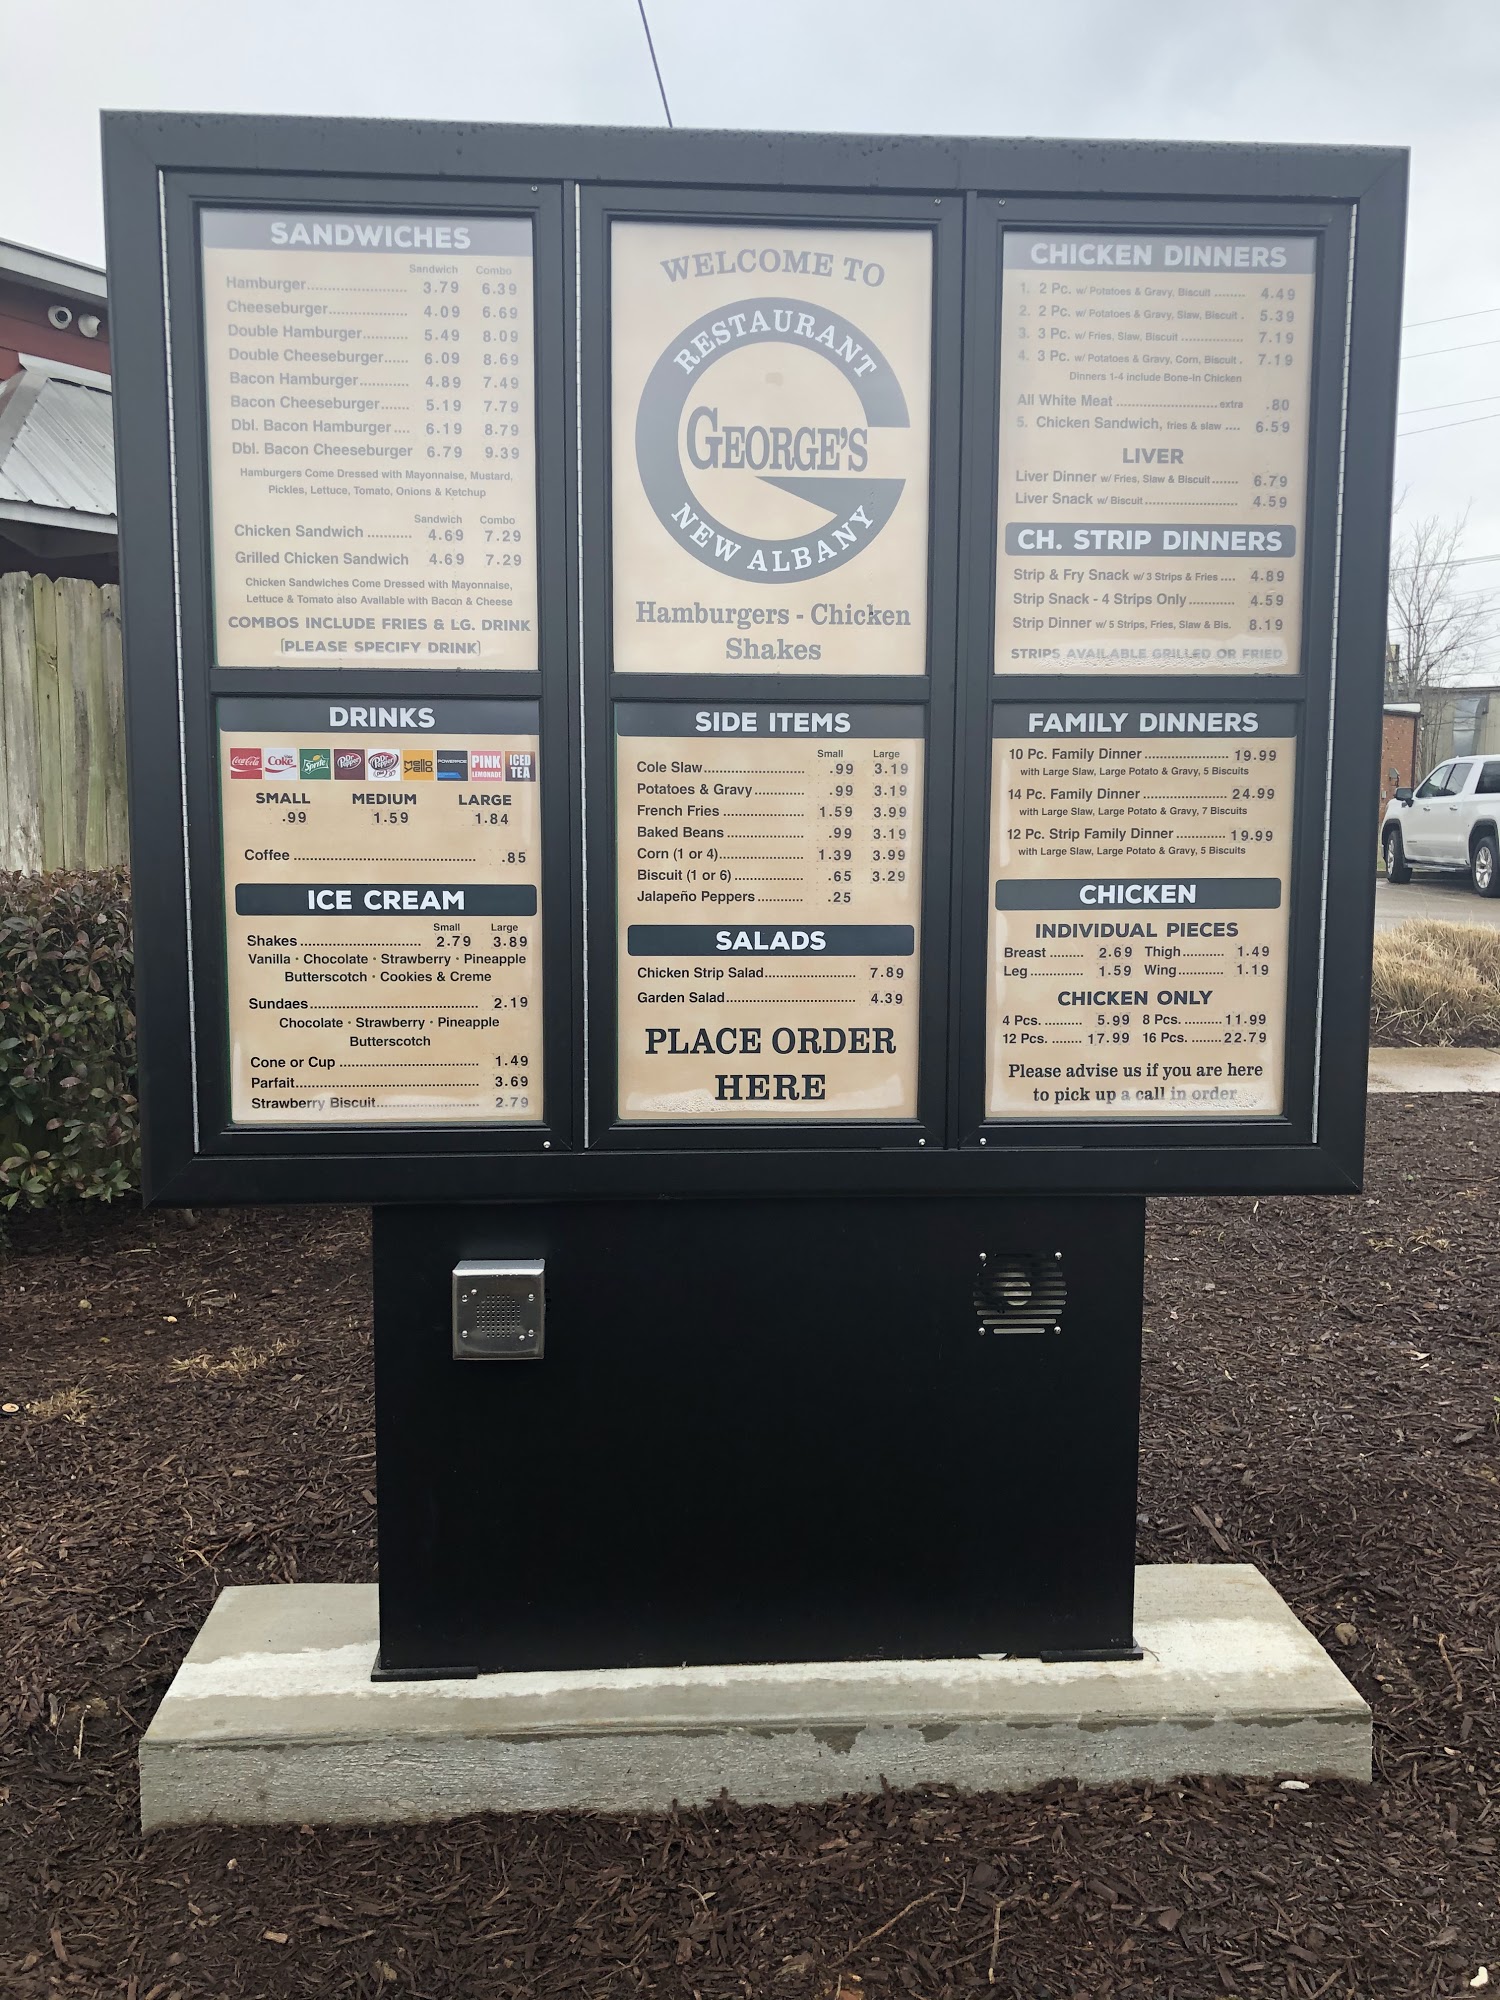 SANDWICHES
Sandwich Combo
Hamburger 3.79 6.39
Cheeseburger 4.09 6.69
Double Hamburger 5.49 8.09
Double Cheeseburger 6.09 8.69
Bacon Hamburger 4.89 7.49
Bacon Cheeseburger 5.19 7.79
Dbl. Bacon Hamburger 6.19 8.79
Dbl. Bacon Cheeseburger 6.79 9.39
Hamburgers Come Dressed with Mayonnaise, Mustard,
Pickles, Lettuce, Tomato, Onions & Ketchup
Sandwich Combo
Chicken Sandwich 4.69 7.29
Grilled Chicken Sandwich 4.69 7.29
Chicken Sandwiches Come Dressed with Mayonnaise,
Lettuce & Tomato also Available with Bacon & Cheese
COMBOS INCLUDE FRIES & LG. DRINK
(PLEASE SPECIFY DRINK)
DRINKS
Coca-Cola Diet Coke Sprite Dr Pepper Diet Dr Pepper mello yello POWERADE PINK LEMONADE ICED TEA
SMALL MEDIUM LARGE
.99 1.59 1.84
Coffee .85
ICE CREAM
Small Large
Shakes 2.79 3.89
Vanilla · Chocolate · Strawberry · Pineapple
Butterscotch · Cookies & Creme
Sundaes 2.19
Chocolate · Strawberry · Pineapple
Butterscotch
Cone or Cup 1.49
Parfait 3.69
Strawberry Biscuit 2.79
WELCOME TO
RESTAURANT
GEORGE'S
NEW ALBANY
Hamburgers - Chicken
Shakes
SIDE ITEMS
Small Large
Cole Slaw .99 3.19
Potatoes & Gravy .99 3.19
French Fries 1.59 3.99
Baked Beans .99 3.19
Corn (1 or 4) 1.39 3.99
Biscuit (1 or 6) .65 3.29
Jalapeño Peppers .25
SALADS
Chicken Strip Salad 7.89
Garden Salad 4.39
PLACE ORDER
HERE
CHICKEN DINNERS
1. 2 Pc. w/ Potatoes & Gravy, Biscuit 4.49
2. 2 Pc. w/ Potatoes & Gravy, Slaw, Biscuit 5.39
3. 3 Pc. w/ Fries, Slaw, Biscuit 7.19
4. 3 Pc. w/ Potatoes & Gravy, Corn, Biscuit 7.19
Dinners 1-4 include Bone-In Chicken
All White Meat extra .80
5. Chicken Sandwich, fries & slaw 6.59
LIVER
Liver Dinner w/ Fries, Slaw & Biscuit 6.79
Liver Snack w/ Biscuit 4.59
CH. STRIP DINNERS
Strip & Fry Snack w/ 3 Strips & Fries 4.89
Strip Snack - 4 Strips Only 4.59
Strip Dinner w/ 5 Strips, Fries, Slaw & Bis. 8.19
STRIPS AVAILABLE GRILLED OR FRIED
FAMILY DINNERS
10 Pc. Family Dinner 19.99
with Large Slaw, Large Potato & Gravy, 5 Biscuits
14 Pc. Family Dinner 24.99
with Large Slaw, Large Potato & Gravy, 7 Biscuits
12 Pc. Strip Family Dinner 19.99
with Large Slaw, Large Potato & Gravy, 5 Biscuits
CHICKEN
INDIVIDUAL PIECES
Breast 2.69 Thigh 1.49
Leg 1.59 Wing 1.19
CHICKEN ONLY
4 Pcs. 5.99 8 Pcs. 11.99
12 Pcs. 17.99 16 Pcs. 22.79
Please advise us if you are here
to pick up a call in order